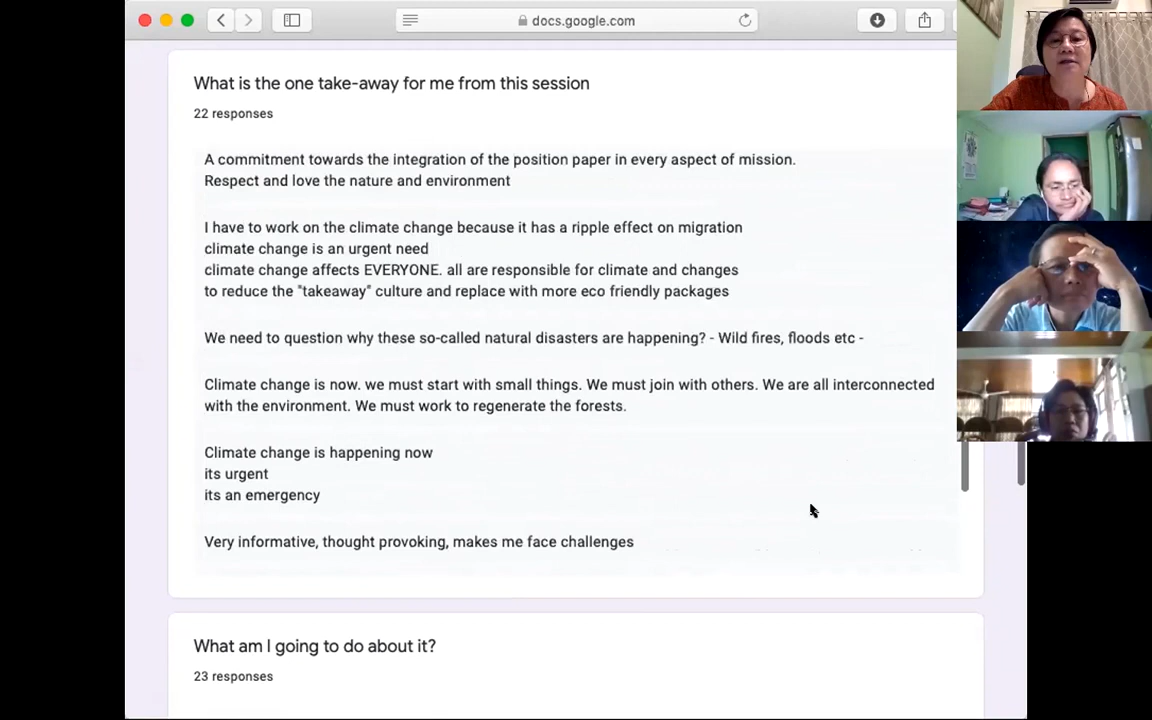 docs.google.com
What is the one take-away for me from this session
22 responses
A commitment towards the integration of the position paper in every aspect of mission.
Respect and love the nature and environment
I have to work on the climate change because it has a ripple effect on migration
climate change is an urgent need
climate change affects EVERYONE. all are responsible for climate and changes
to reduce the "takeaway" culture and replace with more eco friendly packages
We need to question why these so-called natural disasters are happening? - Wild fires, floods etc -
Climate change is now. we must start with small things. We must join with others. We are all interconnected
with the environment. We must work to regenerate the forests.
Climate change is happening now
its urgent
its an emergency
Very informative, thought provoking, makes me face challenges
What am I going to do about it?
23 responses